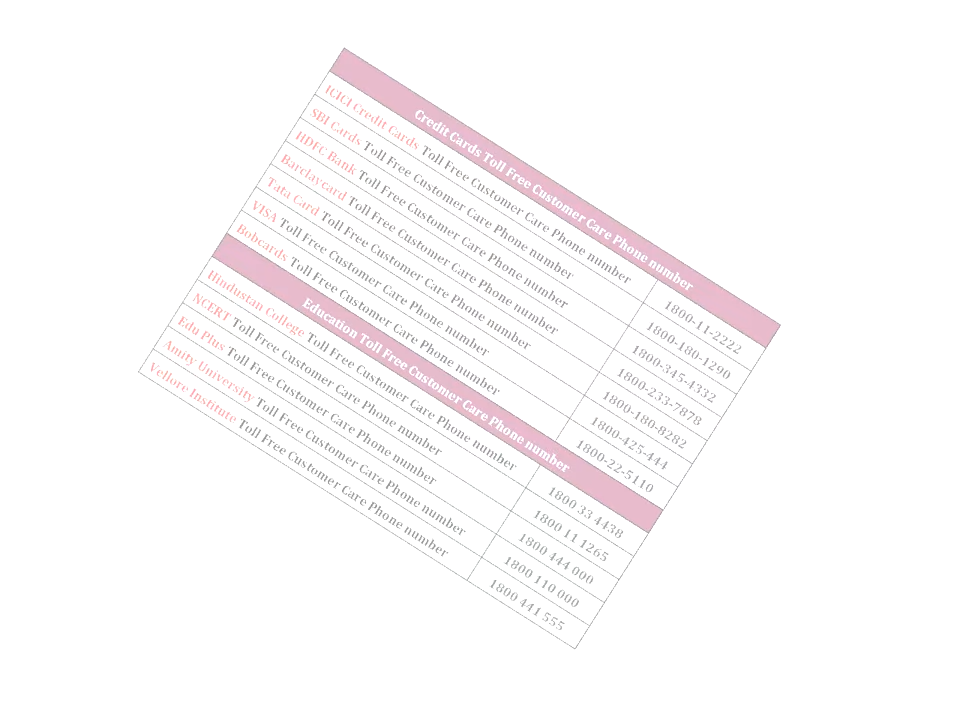 Credit Cards Toll Free Customer Care Phone number
ICICI Credit Cards Toll Free Customer Care Phone number 1800-11-2222
SBI Cards Toll Free Customer Care Phone number 1800-180-1290
HDFC Bank Toll Free Customer Care Phone number 1800-345-4332
Barclaycard Toll Free Customer Care Phone number 1800-233-7878
Tata Card Toll Free Customer Care Phone number 1800-180-8282
VISA Toll Free Customer Care Phone number 1800-425-444
Bobcards Toll Free Customer Care Phone number 1800-22-5110
Education Toll Free Customer Care Phone number
Hindustan College Toll Free Customer Care Phone number 1800 33 4438
NCERT Toll Free Customer Care Phone number 1800 11 1265
Edu Plus Toll Free Customer Care Phone number 1800 444 000
Amity University Toll Free Customer Care Phone number 1800 110 000
Vellore Institute Toll Free Customer Care Phone number 1800 441 555